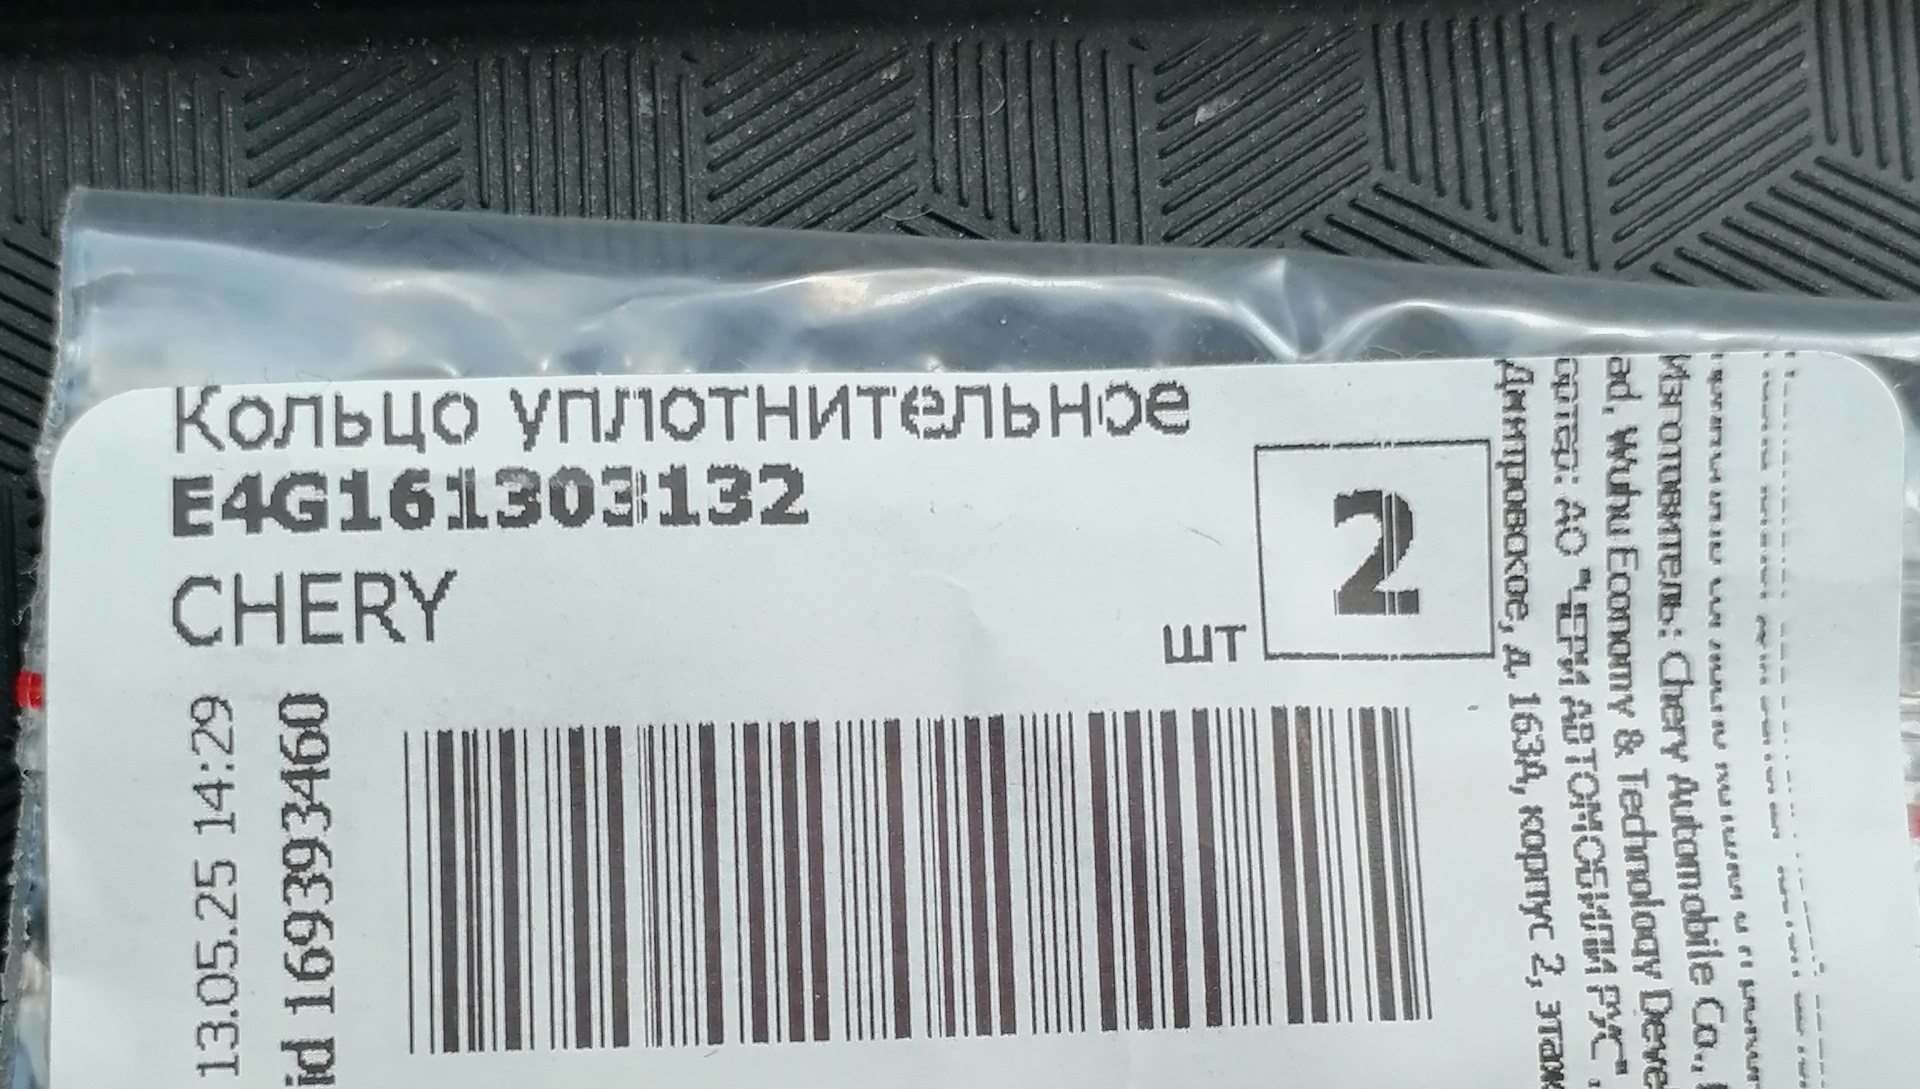 Кольцо уплотнительное
E4G161303132
CHERY
2
шт
13.05.25 14:29
id 1693933460
Изготовитель: Chery Automobile Co.,
ad, Wuhu Economy & Technology Deve
ортер: АО "ЧЕРИ АВТОМОБИЛИ РУС",
Дмитровское, д. 163А, корпус 2, этаж